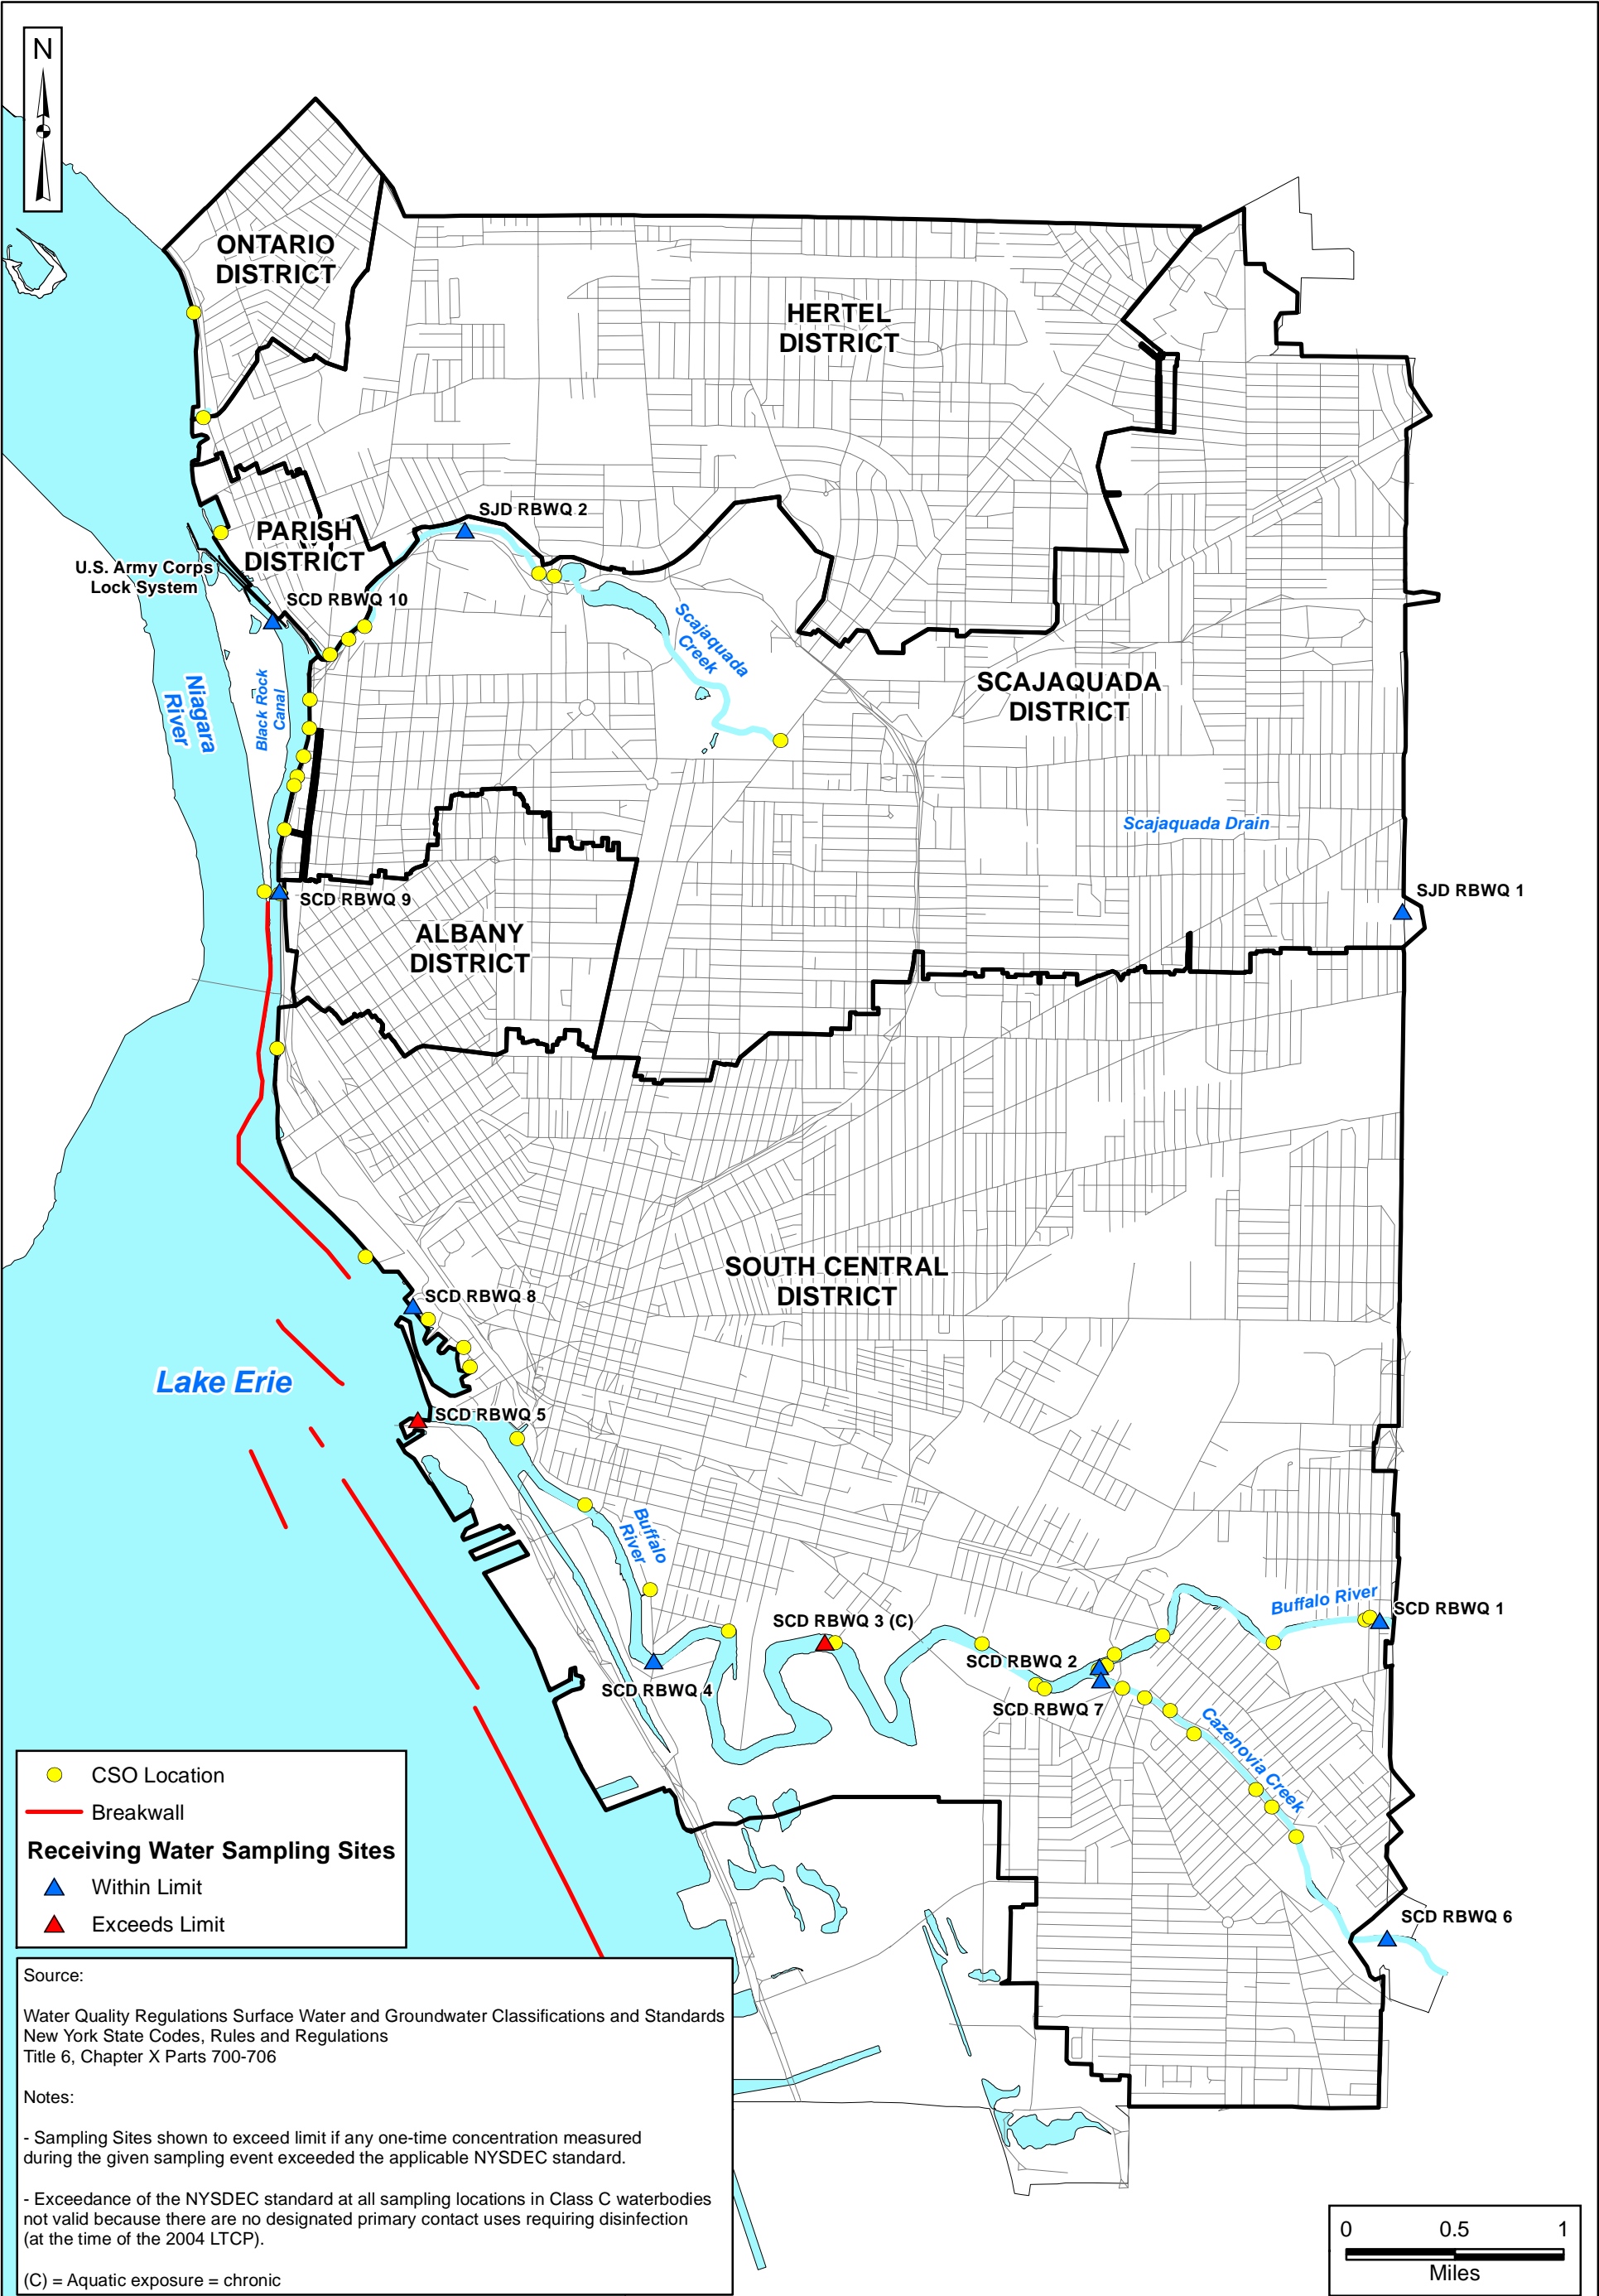 N
ONTARIO
DISTRICT
HERTEL
DISTRICT
SJD RBWQ 2
PARISH
DISTRICT
U.S. Army Corps
Lock System
SCD RBWQ 10
Scajaquada
Creek
SCAJAQUADA
DISTRICT
Niagara
River
Black Rock
Canal
Scajaquada Drain
SJD RBWQ 1
SCD RBWQ 9
ALBANY
DISTRICT
SOUTH CENTRAL
DISTRICT
SCD RBWQ 8
Lake Erie
SCD RBWQ 5
Buffalo
River
Buffalo River
SCD RBWQ 1
SCD RBWQ 3 (C)
SCD RBWQ 2
SCD RBWQ 4
SCD RBWQ 7
Cazenovia Creek
SCD RBWQ 6
CSO Location
Breakwall
Receiving Water Sampling Sites
Within Limit
Exceeds Limit
Source:
Water Quality Regulations Surface Water and Groundwater Classifications and Standards
New York State Codes, Rules and Regulations
Title 6, Chapter X Parts 700-706
Notes:
- Sampling Sites shown to exceed limit if any one-time concentration measured
during the given sampling event exceeded the applicable NYSDEC standard.
- Exceedance of the NYSDEC standard at all sampling locations in Class C waterbodies
not valid because there are no designated primary contact uses requiring disinfection
(at the time of the 2004 LTCP).
(C) = Aquatic exposure = chronic
0 0.5 1
Miles